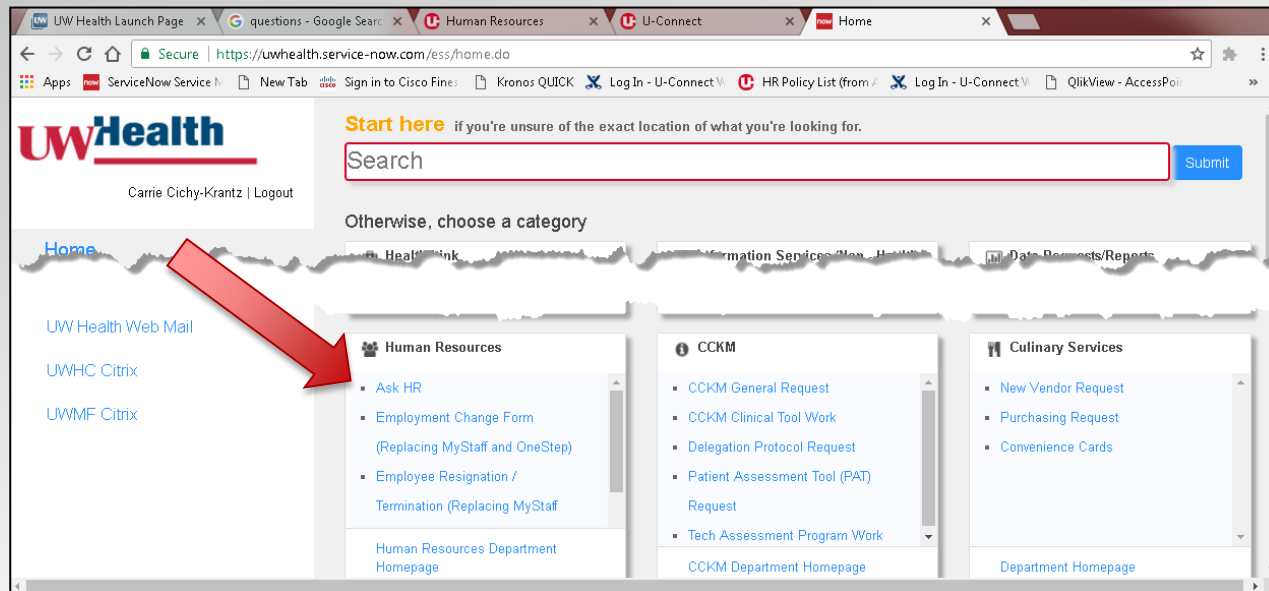 UW Health Launch Page
questions - Google Searc
Human Resources
U-Connect
now Home
Secure | https://uwhealth.service-now.com/ess/home.do
Apps
now ServiceNow Service N
New Tab
Sign in to Cisco Fines
Kronos QUICK
Log In - U-Connect V
HR Policy List (from A
Log In - U-Connect V
QlikView - AccessPoin
»
UWHealth
Carrie Cichy-Krantz | Logout
Start here if you're unsure of the exact location of what you're looking for.
Search
Submit
Otherwise, choose a category
Home
Data Requests/Reports
UW Health Web Mail
UWHC Citrix
UWMF Citrix
Human Resources
Ask HR
Employment Change Form
(Replacing MyStaff and OneStep)
Employee Resignation /
Termination (Replacing MyStaff
Human Resources Department
Homepage
CCKM
CCKM General Request
CCKM Clinical Tool Work
Delegation Protocol Request
Patient Assessment Tool (PAT)
Request
Tech Assessment Program Work
CCKM Department Homepage
Culinary Services
New Vendor Request
Purchasing Request
Convenience Cards
Department Homepage